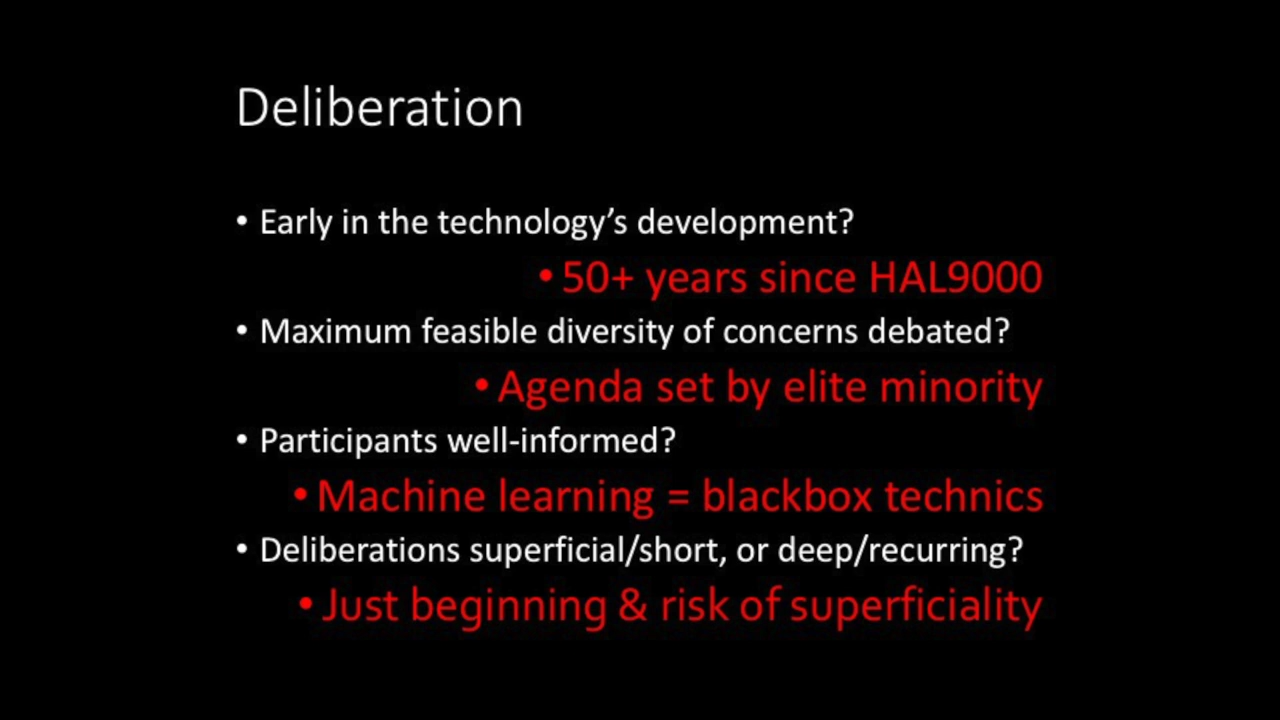 Deliberation
• Early in the technology’s development?
• 50+ years since HAL9000
• Maximum feasible diversity of concerns debated?
• Agenda set by elite minority
• Participants well-informed?
• Machine learning = blackbox technics
• Deliberations superficial/short, or deep/recurring?
• Just beginning & risk of superficiality